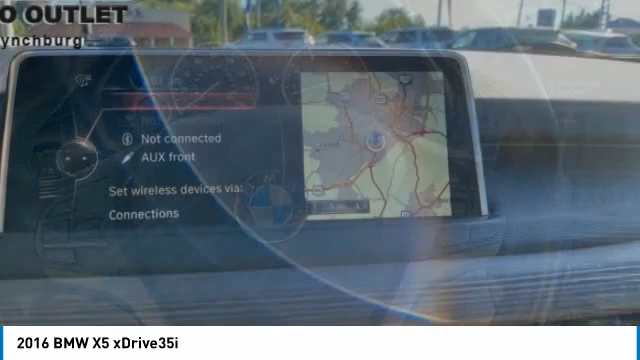 O OUTLET
ynchburg
Not connected
AUX front
Set wireless devices via:
Connections
2016 BMW X5 xDrive35i